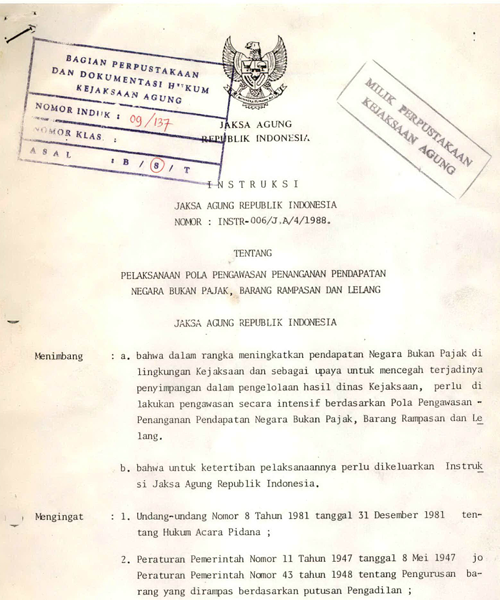 BAGIAN PERPUSTAKAAN
DAN DOKUMENTASI HUKUM
KEJAKSAAN AGUNG
NOMOR INDUK : 09/137
NOMOR KLAS. :
A S A L : B / S / T
MILIK PERPUSTAKAAN
KEJAKSAAN AGUNG
JAKSA AGUNG
REPUBLIK INDONESIA
I N S T R U K S I
JAKSA AGUNG REPUBLIK INDONESIA
NOMOR : INSTR-006/J.A/4/1988.
TENTANG
PELAKSANAAN POLA PENGAWASAN PENANGANAN PENDAPATAN
NEGARA BUKAN PAJAK, BARANG RAMPASAN DAN LELANG
JAKSA AGUNG REPUBLIK INDONESIA
Menimbang : a. bahwa dalam rangka meningkatkan pendapatan Negara Bukan Pajak di
lingkungan Kejaksaan dan sebagai upaya untuk mencegah terjadinya
penyimpangan dalam pengelolaan hasil dinas Kejaksaan, perlu di
lakukan pengawasan secara intensif berdasarkan Pola Pengawasan -
Penanganan Pendapatan Negara Bukan Pajak, Barang Rampasan dan Le
lang.
b. bahwa untuk ketertiban pelaksanaannya perlu dikeluarkan Instruk
si Jaksa Agung Republik Indonesia.
Mengingat : 1. Undang-undang Nomor 8 Tahun 1981 tanggal 31 Desember 1981 ten-
tang Hukum Acara Pidana ;
2. Peraturan Pemerintah Nomor 11 Tahun 1947 tanggal 8 Mei 1947 jo
Peraturan Pemerintah Nomor 43 tahun 1948 tentang Pengurusan ba-
rang yang dirampas berdasarkan putusan Pengadilan ;